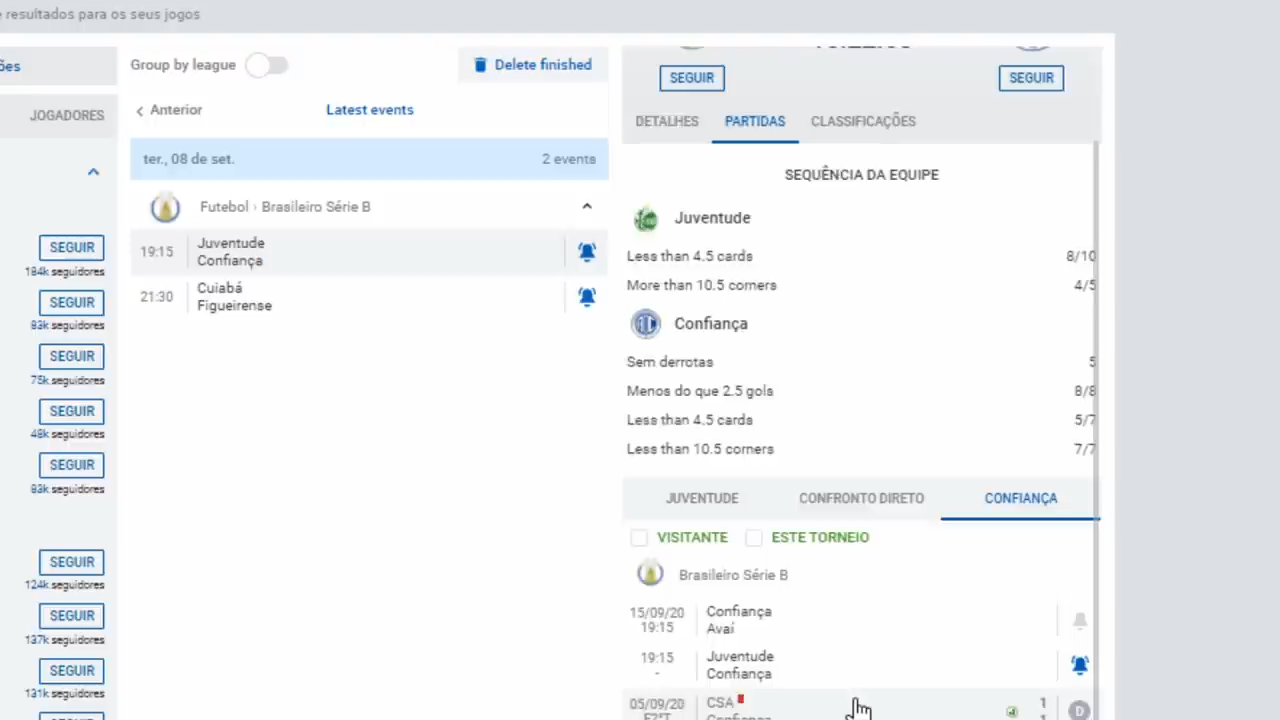 resultados para os seus jogos
ões
Group by league
Delete finished
JOGADORES
Anterior
Latest events
ter., 08 de set.
2 events
Futebol › Brasileiro Série B
19:15
Juventude
Confiança
21:30
Cuiabá
Figueirense
SEGUIR
184k seguidores
SEGUIR
83k seguidores
SEGUIR
75k seguidores
SEGUIR
48k seguidores
SEGUIR
83k seguidores
SEGUIR
124k seguidores
SEGUIR
137k seguidores
SEGUIR
131k seguidores
SEGUIR
SEGUIR
DETALHES
PARTIDAS
CLASSIFICAÇÕES
SEQUÊNCIA DA EQUIPE
Juventude
Less than 4.5 cards 8/10
More than 10.5 corners 4/5
Confiança
Sem derrotas 5
Menos do que 2.5 gols 8/8
Less than 4.5 cards 5/7
Less than 10.5 corners 7/7
JUVENTUDE
CONFRONTO DIRETO
CONFIANÇA
VISITANTE
ESTE TORNEIO
Brasileiro Série B
15/09/20
19:15
Confiança
Avaí
19:15
-
Juventude
Confiança
05/09/20
CSA
1
D
Confiança